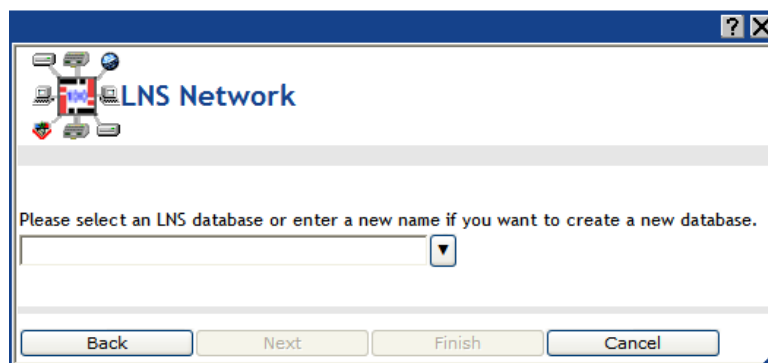 ?
X
LNS Network
Please select an LNS database or enter a new name if you want to create a new database.
Back Next Finish Cancel